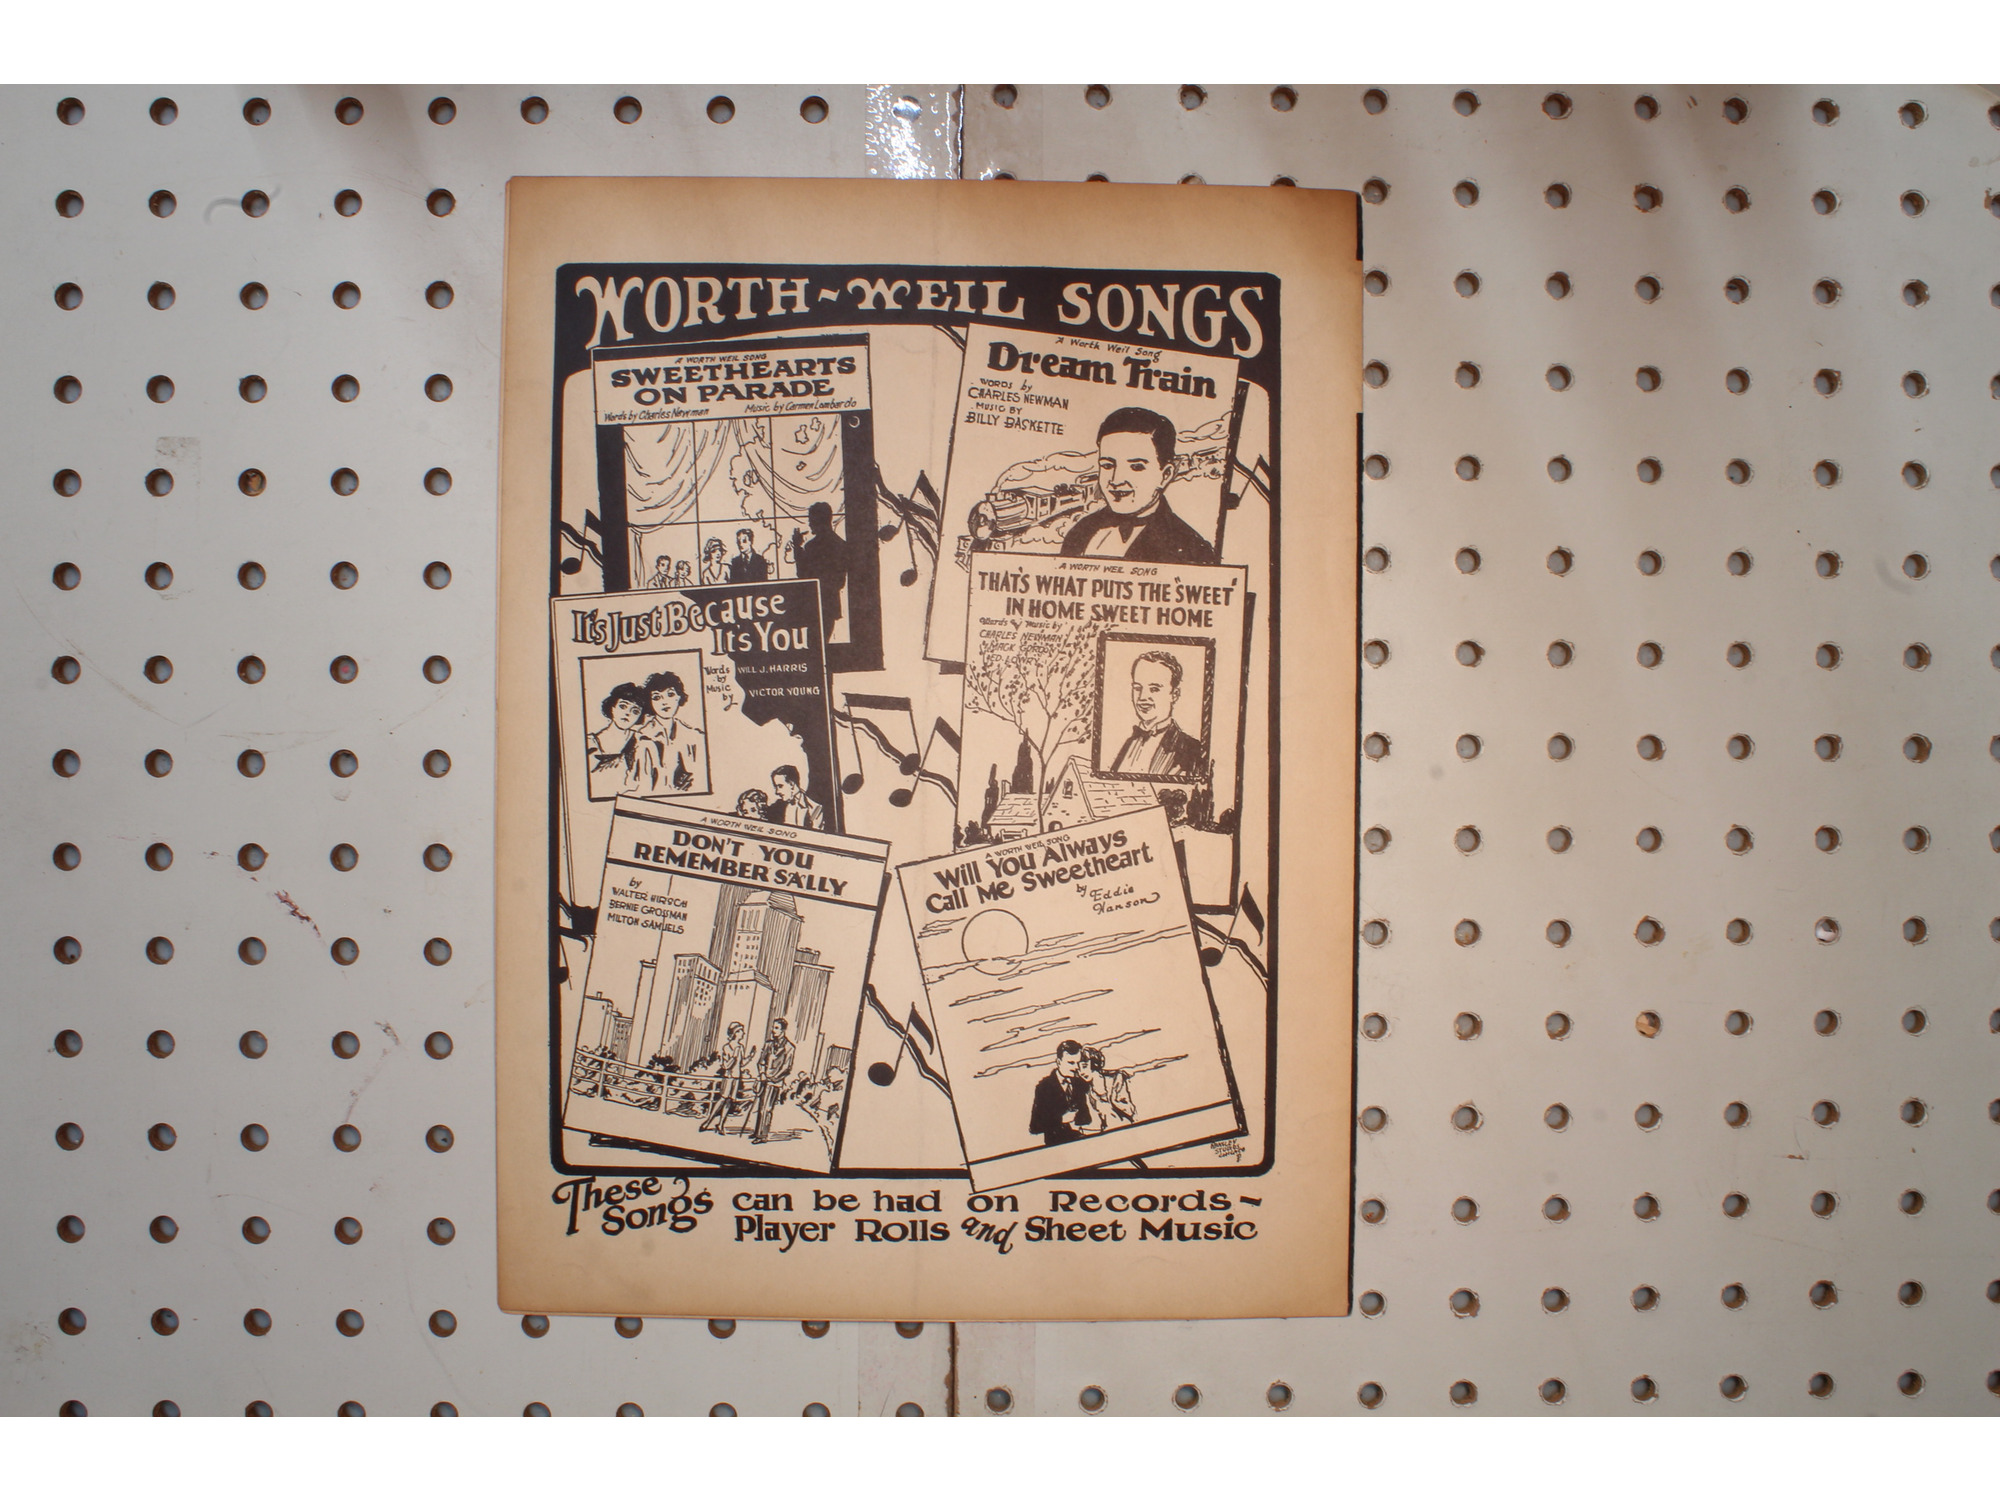 WORTH-WEIL SONGS
A WORTH WEIL SONG
SWEETHEARTS
ON PARADE
Words by Charles Newman Music by Carmen Lombardo
A Worth Weil Song
Dream Train
WORDS by
CHARLES NEWMAN
MUSIC BY
BILLY BASKETTE
It's Just Because
It's You
Words by WILL J. HARRIS
Music by VICTOR YOUNG
A WORTH WEIL SONG
THAT'S WHAT PUTS THE "SWEET"
IN HOME SWEET HOME
Words & Music by
CHARLES NEWMAN
MACK GORDON
A WORTH WEIL SONG
DON'T YOU
REMEMBER SALLY
by
WALTER HIRSCH
BERNIE GROSSMAN
MILTON SAMUELS
A WORTH WEIL SONG
Will You Always
Call Me Sweetheart
by Eddie
Hanson
These Songs can be had on Records-
Player Rolls and Sheet Music